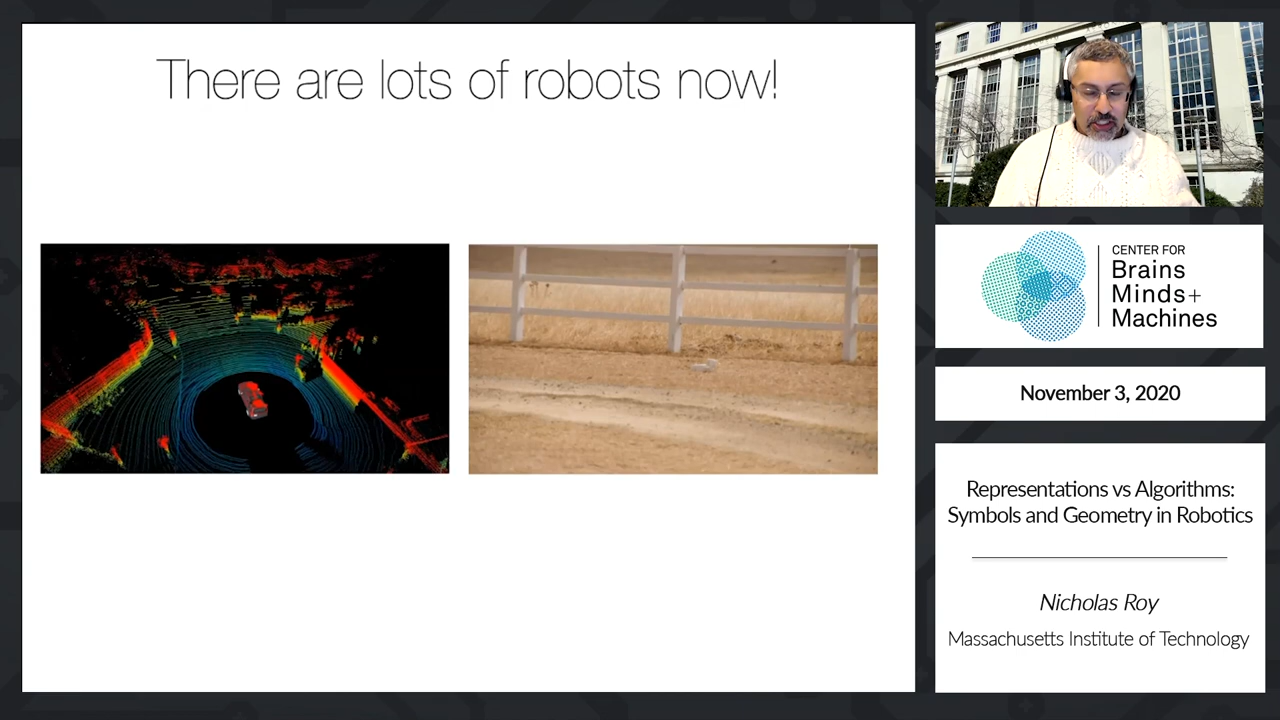 There are lots of robots now!
CENTER FOR
Brains
Minds+
Machines
November 3, 2020
Representations vs Algorithms:
Symbols and Geometry in Robotics
Nicholas Roy
Massachusetts Institute of Technology